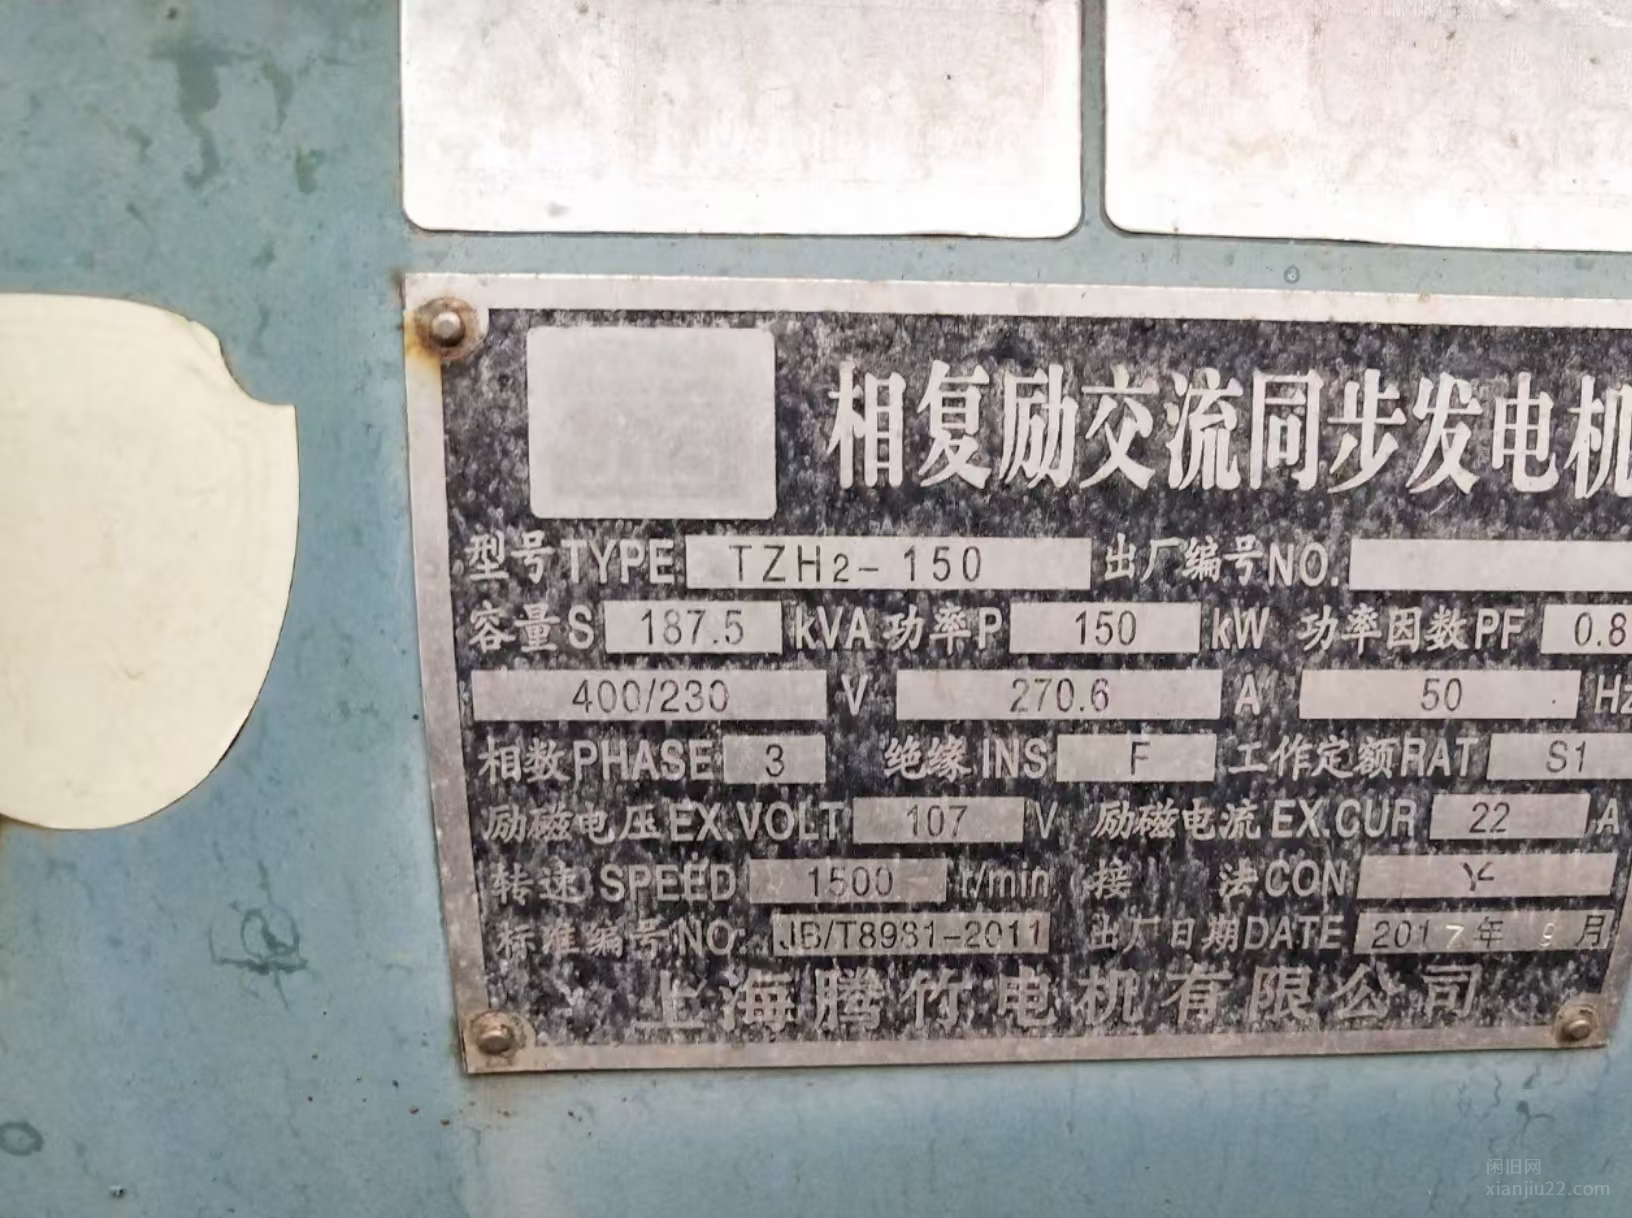 相复励交流同步发电机
型号TYPE TZH2-150 出厂编号NO.
容量S 187.5 kVA 功率P 150 kW 功率因数PF 0.8
400/230 V 270.6 A 50 Hz
相数PHASE 3 绝缘INS F 工作定额RAT S1
励磁电压EX.VOLT 107 V 励磁电流EX.CUR 22 A
转速SPEED 1500 r/min 接法CON Y
标准编号NO. JB/T8981-2011 出厂日期DATE 2017年9月
上海腾竹电机有限公司
闲旧网
xianjiu22.com